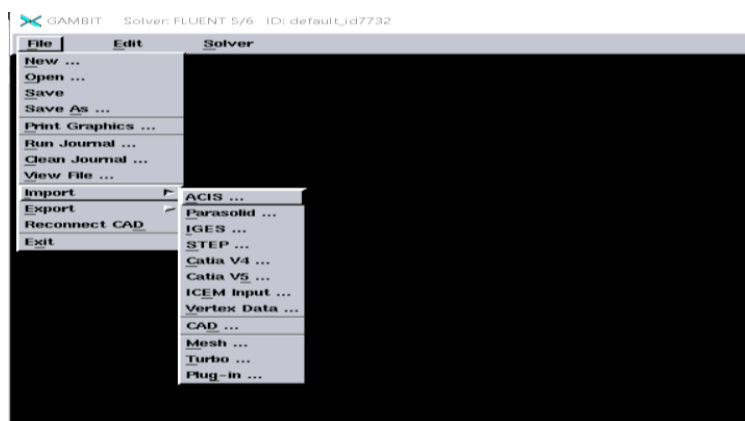 GAMBIT Solver: FLUENT 5/6 ID: default_id7732
File Edit Solver
New ...
Open ...
Save
Save As ...
Print Graphics ...
Run Journal ...
Clean Journal ...
View File ...
Import
Export
Reconnect CAD
Exit
ACIS ...
Parasolid ...
IGES ...
STEP ...
Catia V4 ...
Catia V5 ...
ICEM Input ...
Vertex Data ...
CAD ...
Mesh ...
Turbo ...
Plug-in ...